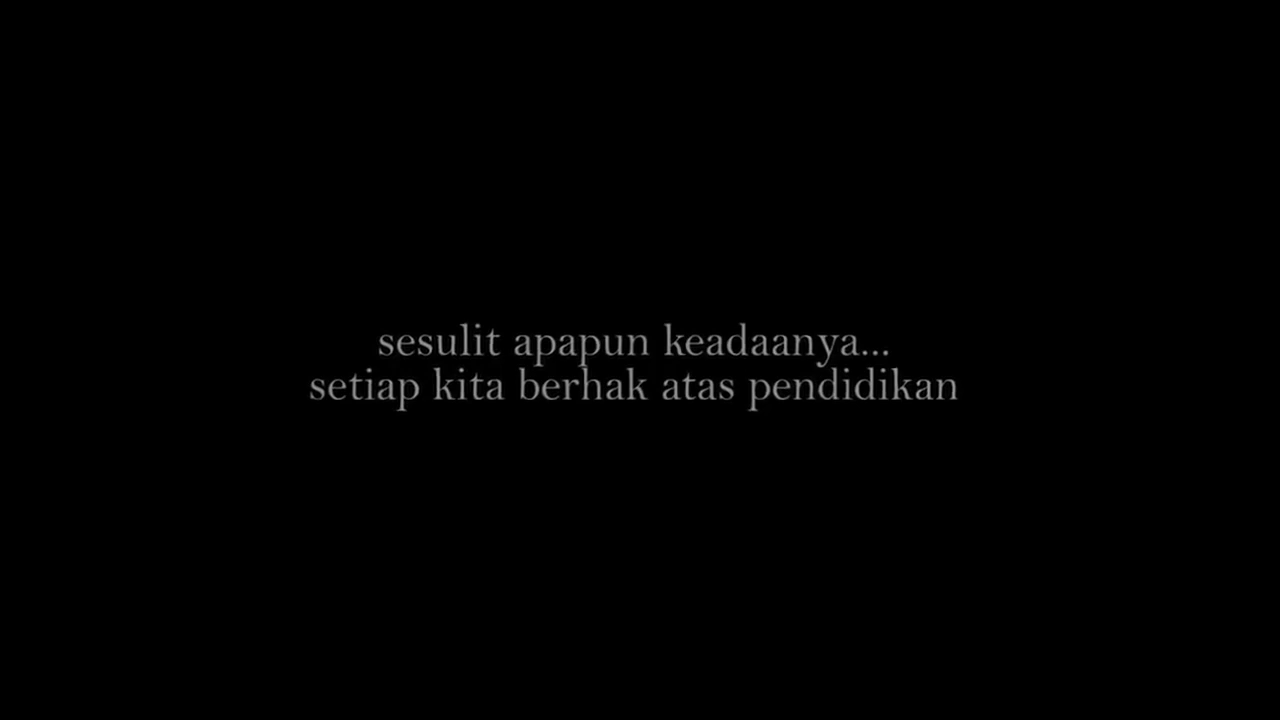 sesulit apapun keadaanya...
setiap kita berhak atas pendidikan